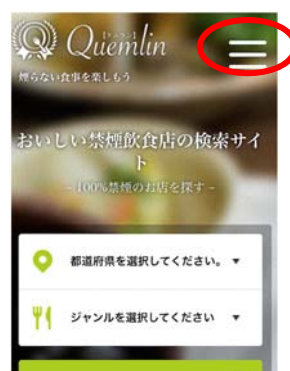 【ケムラン】
Quemlin
煙らない食事を楽しもう
おいしい禁煙飲食店の検索サイ
ト
- 100%禁煙のお店を探す -
都道府県を選択してください。 ▼
ジャンルを選択してください ▼